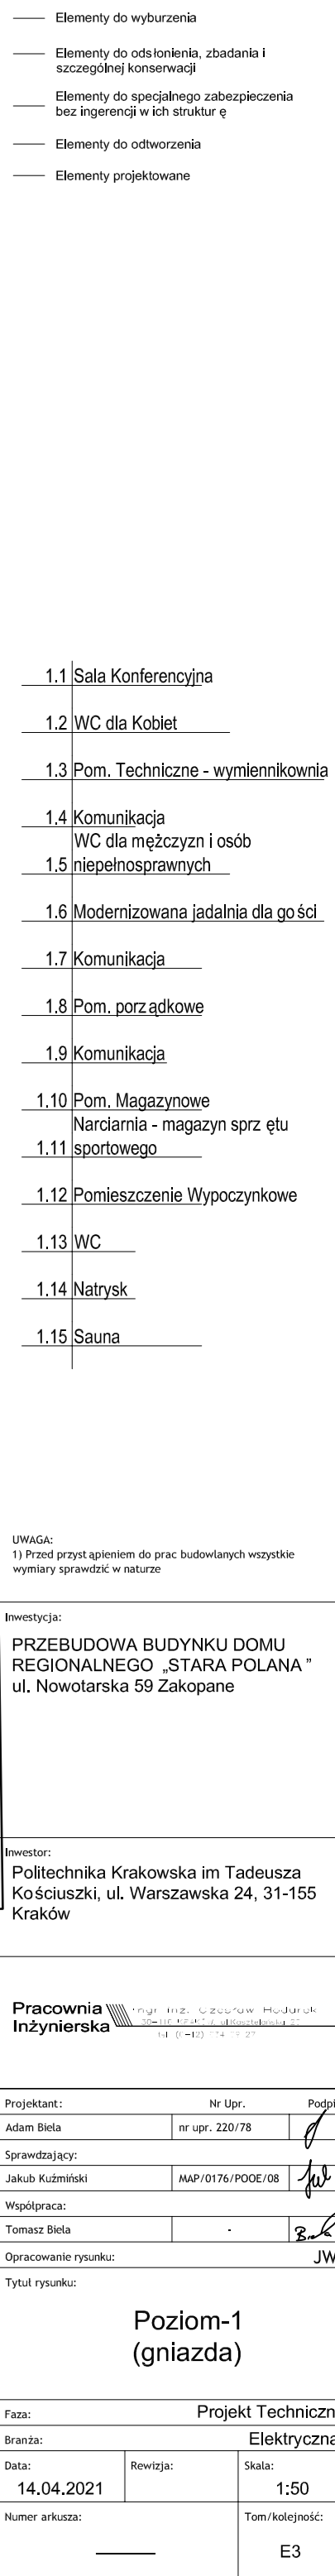 Elementy do wyburzenia
Elementy do odsłonienia, zbadania i
szczególnej konserwacji
Elementy do specjalnego zabezpieczenia
bez ingerencji w ich struktur ę
Elementy do odtworzenia
Elementy projektowane
1.1 Sala Konferencyjna
1.2 WC dla Kobiet
1.3 Pom. Techniczne - wymiennikownia
1.4 Komunikacja
WC dla mężczyzn i osób
1.5 niepełnosprawnych
1.6 Modernizowana jadalnia dla gości
1.7 Komunikacja
1.8 Pom. porządkowe
1.9 Komunikacja
1.10 Pom. Magazynowe
Narciarnia - magazyn sprz ętu
1.11 sportowego
1.12 Pomieszczenie Wypoczynkowe
1.13 WC
1.14 Natrysk
1.15 Sauna
UWAGA:
1) Przed przystąpieniem do prac budowlanych wszystkie
wymiary sprawdzić w naturze
Inwestycja:
PRZEBUDOWA BUDYNKU DOMU
REGIONALNEGO „STARA POLANA”
ul. Nowotarska 59 Zakopane
Inwestor:
Politechnika Krakowska im Tadeusza
Kościuszki, ul. Warszawska 24, 31-155
Kraków
Pracownia
Inżynierska
Projektant: Nr Upr. Podpi
Adam Biela nr upr. 220/78
Sprawdzający:
Jakub Kuźmiński MAP/0176/POOE/08
Współpraca:
Tomasz Biela -
Opracowanie rysunku: JW
Tytuł rysunku:
Poziom-1
(gniazda)
Faza: Projekt Techniczn
Branża: Elektryczna
Data: Rewizja: Skala:
14.04.2021 1:50
Numer arkusza: Tom/kolejność:
E3